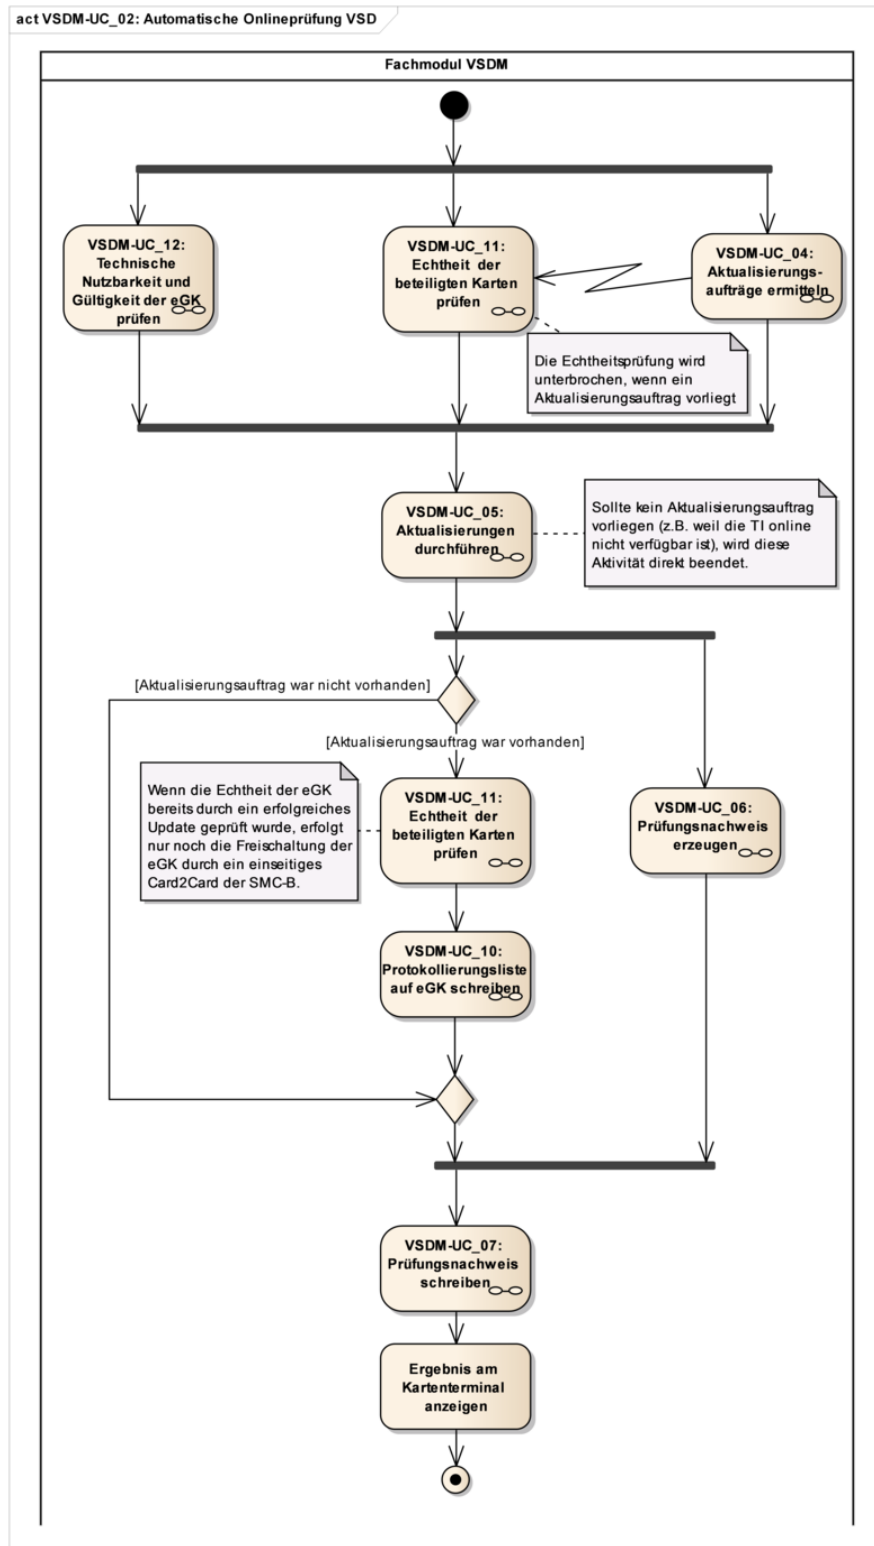 act VSDM-UC_02: Automatische Onlineprüfung VSD
Fachmodul VSDM
VSDM-UC_12:
Technische
Nutzbarkeit und
Gültigkeit der eGK
prüfen
VSDM-UC_11:
Echtheit der
beteiligten Karten
prüfen
VSDM-UC_04:
Aktualisierungs-
aufträge ermitteln
Die Echtheitsprüfung wird
unterbrochen, wenn ein
Aktualisierungsauftrag vorliegt
VSDM-UC_05:
Aktualisierungen
durchführen
Sollte kein Aktualisierungsauftrag
vorliegen (z.B. weil die TI online
nicht verfügbar ist), wird diese
Aktivität direkt beendet.
[Aktualisierungsauftrag war nicht vorhanden]
[Aktualisierungsauftrag war vorhanden]
Wenn die Echtheit der eGK
bereits durch ein erfolgreiches
Update geprüft wurde, erfolgt
nur noch die Freischaltung der
eGK durch ein einseitiges
Card2Card der SMC-B.
VSDM-UC_11:
Echtheit der
beteiligten Karten
prüfen
VSDM-UC_06:
Prüfungsnachweis
erzeugen
VSDM-UC_10:
Protokollierungsliste
auf eGK schreiben
VSDM-UC_07:
Prüfungsnachweis
schreiben
Ergebnis am
Kartenterminal
anzeigen